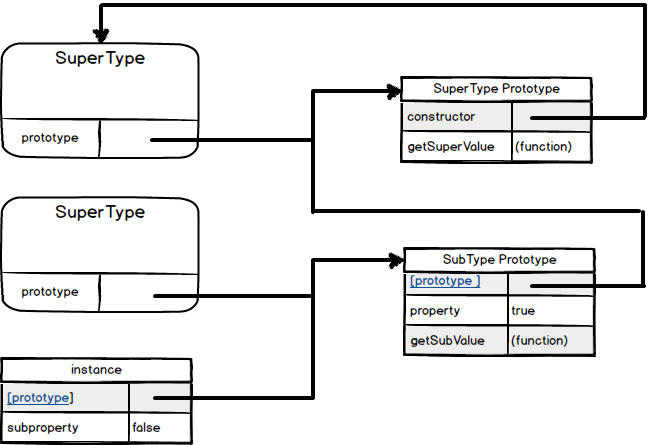 SuperType
prototype
SuperType Prototype
constructor
getSuperValue (function)
SuperType
prototype
SubType Prototype
[prototype ]
property true
getSubValue (function)
instance
[prototype]
subproperty false